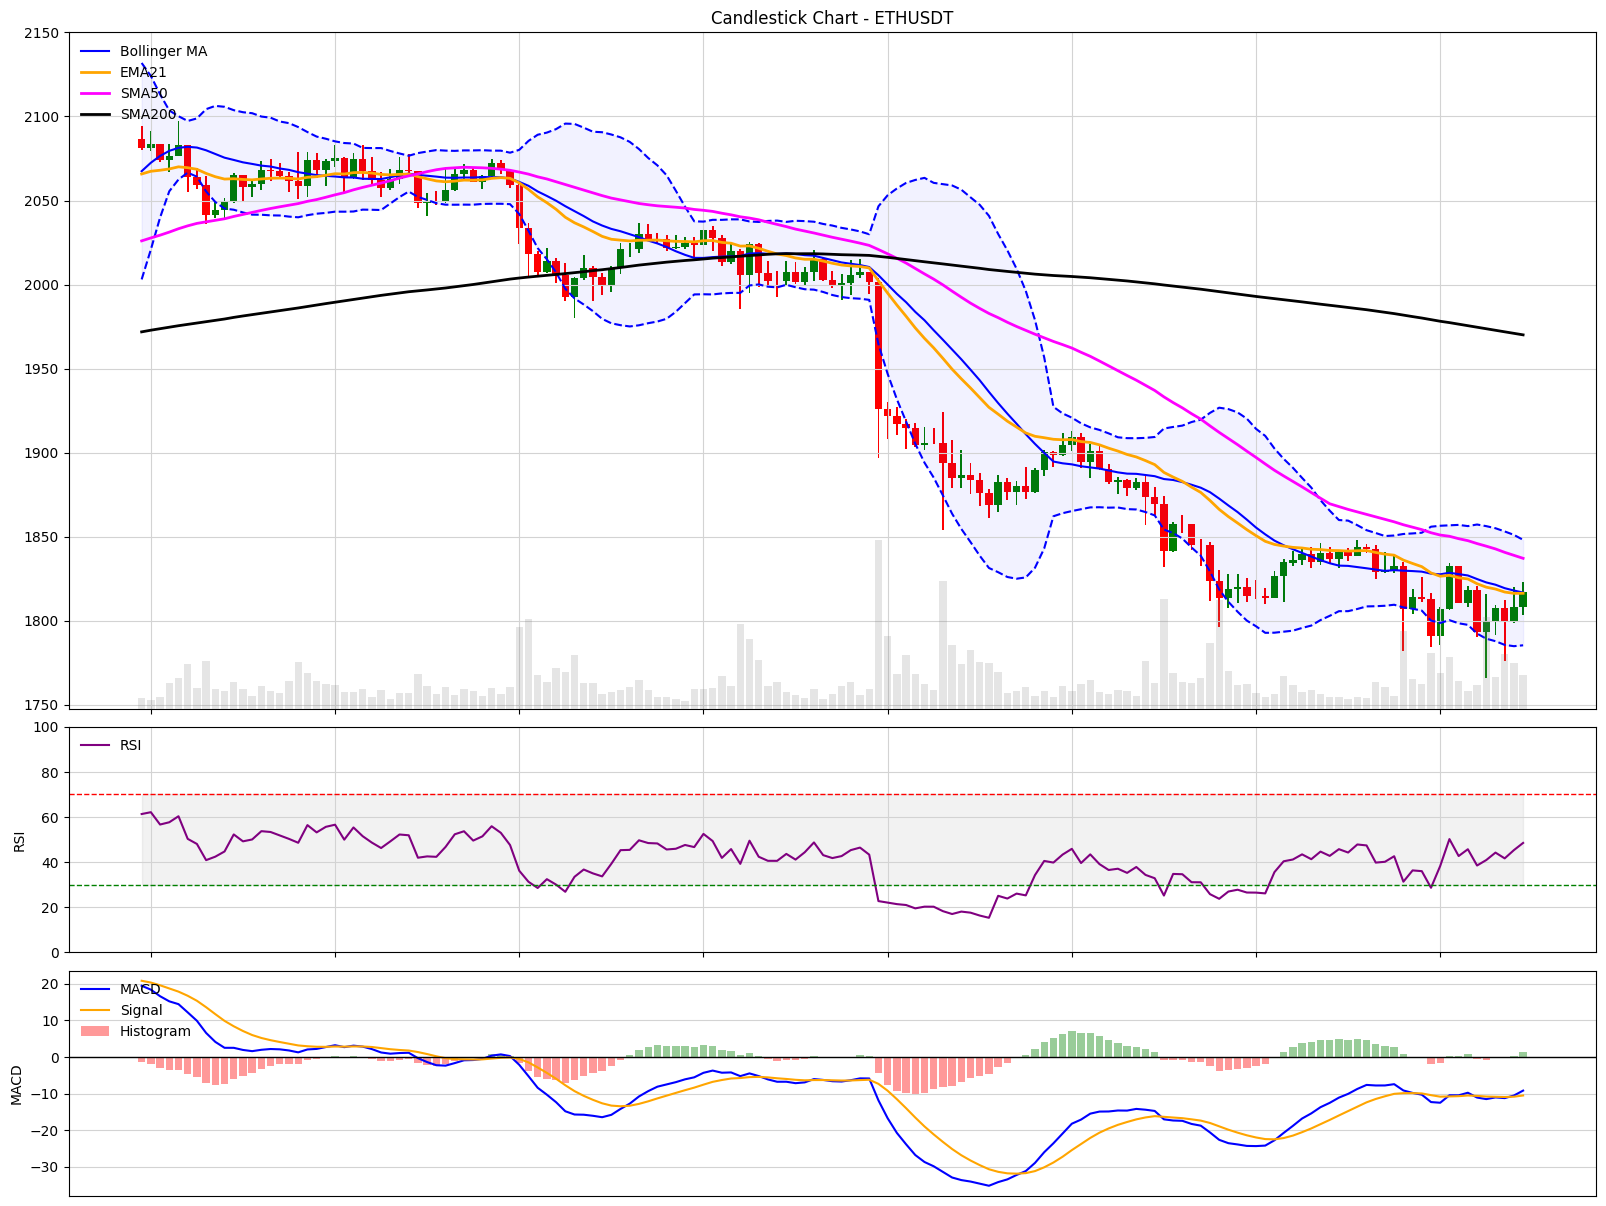 Candlestick Chart - ETHUSDT
2150
2100
2050
2000
1950
1900
1850
1800
1750
Bollinger MA
EMA21
SMA50
SMA200
100
80
60
40
20
0
RSI
RSI
20
10
0
−10
−20
−30
MACD
MACD
Signal
Histogram